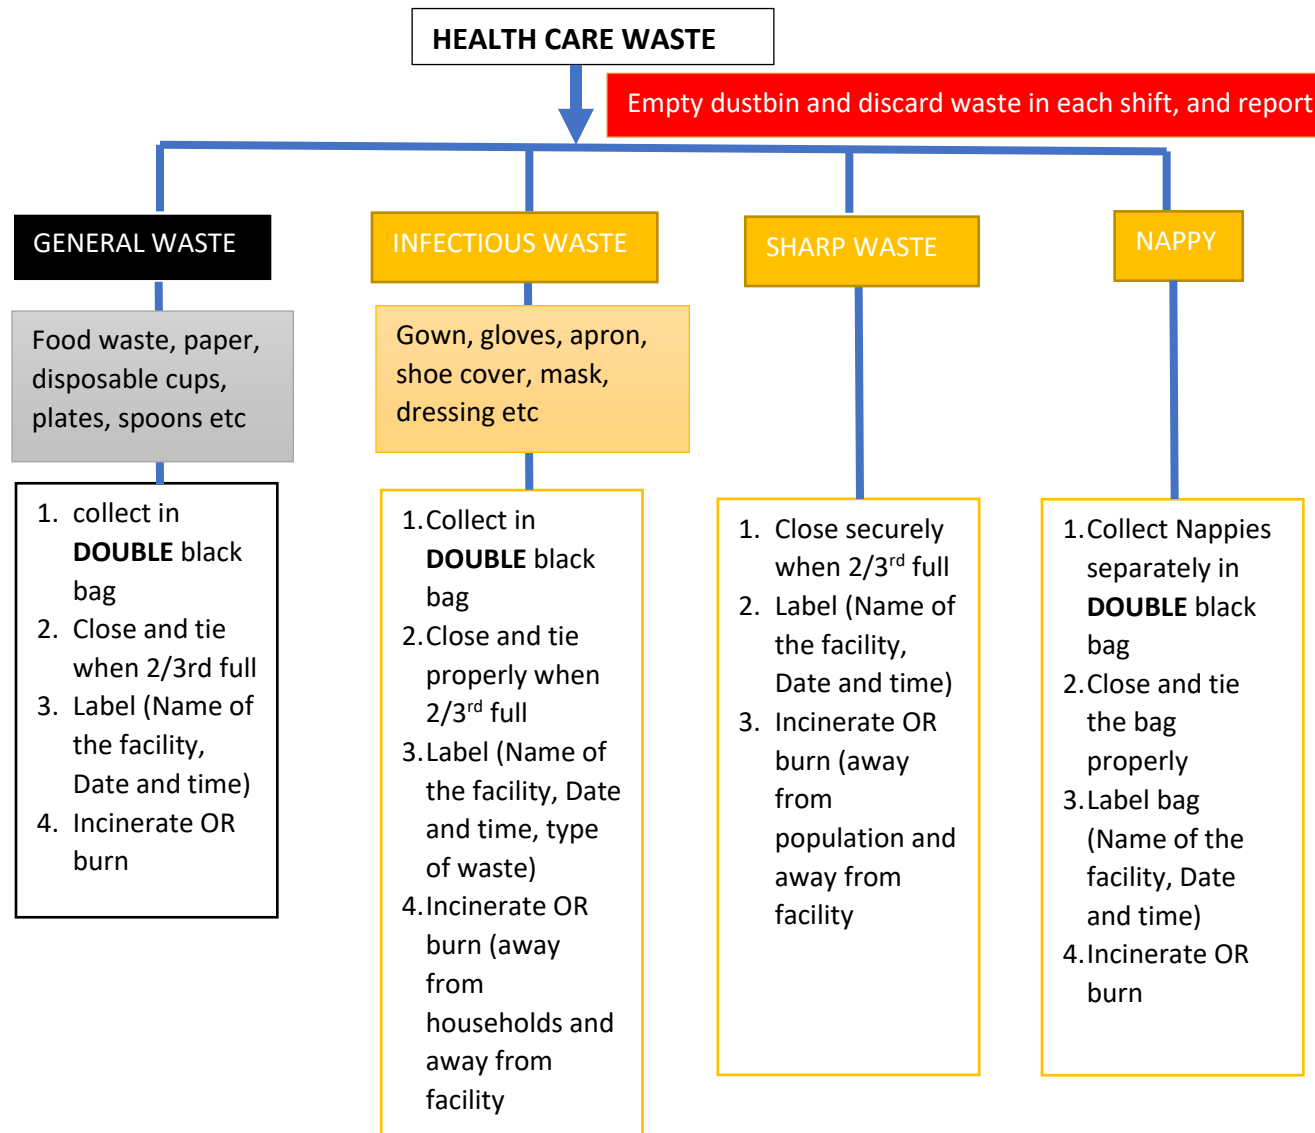 HEALTH CARE WASTE
Empty dustbin and discard waste in each shift, and report
GENERAL WASTE
Food waste, paper,
disposable cups,
plates, spoons etc
1. collect in
DOUBLE black
bag
2. Close and tie
when 2/3rd full
3. Label (Name of
the facility,
Date and time)
4. Incinerate OR
burn
INFECTIOUS WASTE
Gown, gloves, apron,
shoe cover, mask,
dressing etc
1.Collect in
DOUBLE black
bag
2.Close and tie
properly when
2/3rd full
3.Label (Name of
the facility, Date
and time, type
of waste)
4.Incinerate OR
burn (away
from
households and
away from
facility
SHARP WASTE
1. Close securely
when 2/3rd full
2. Label (Name of
the facility,
Date and time)
3. Incinerate OR
burn (away
from
population and
away from
facility
NAPPY
1.Collect Nappies
separately in
DOUBLE black
bag
2.Close and tie
the bag
properly
3.Label bag
(Name of the
facility, Date
and time)
4.Incinerate OR
burn